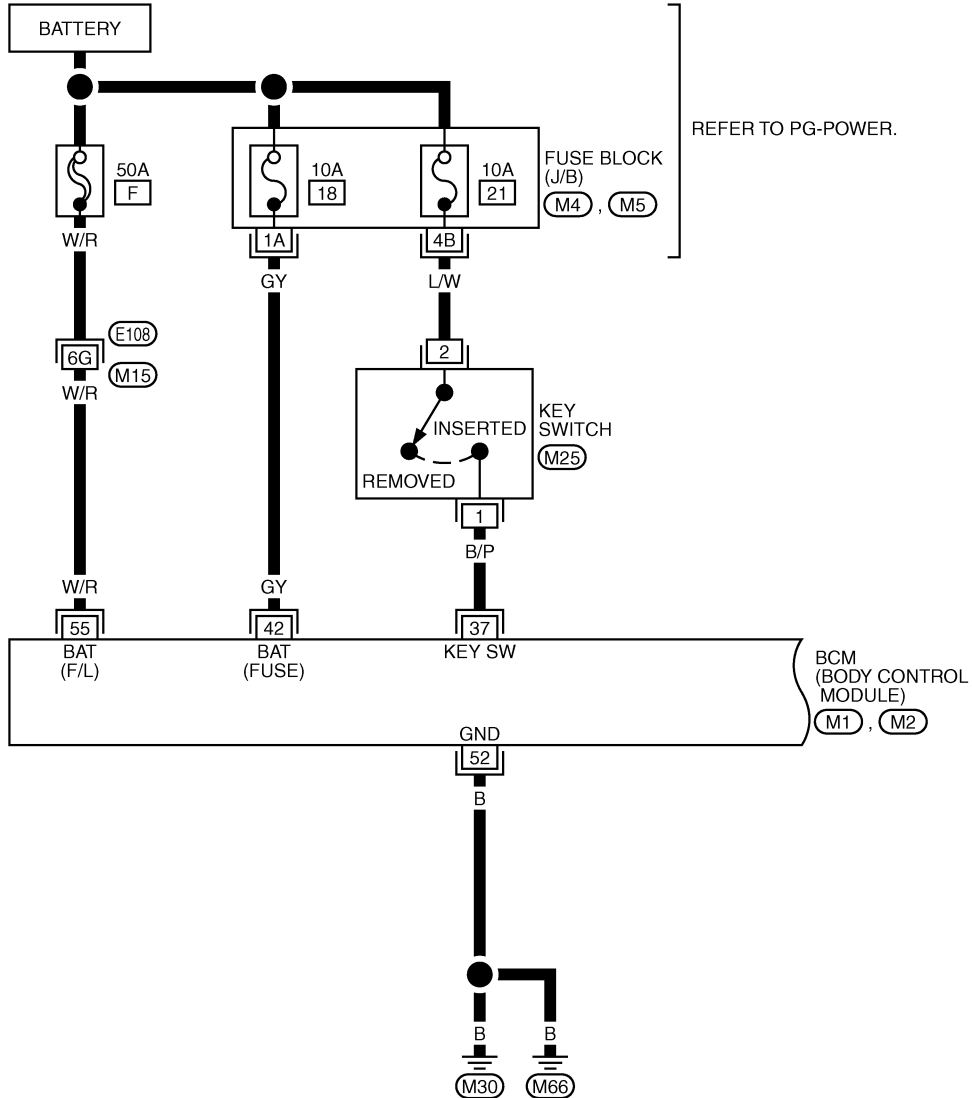 BATTERY
REFER TO PG-POWER.
50A
F
10A
18
10A
21
FUSE BLOCK
(J/B)
M4 , M5
W/R
1A
4B
GY
L/W
E108
6G
M15
W/R
2
KEY
SWITCH
M25
INSERTED
REMOVED
1
B/P
W/R
GY
55
42
37
BAT
(F/L)
BAT
(FUSE)
KEY SW
BCM
(BODY CONTROL
MODULE)
M1 , M2
GND
52
B
B
B
M30
M66